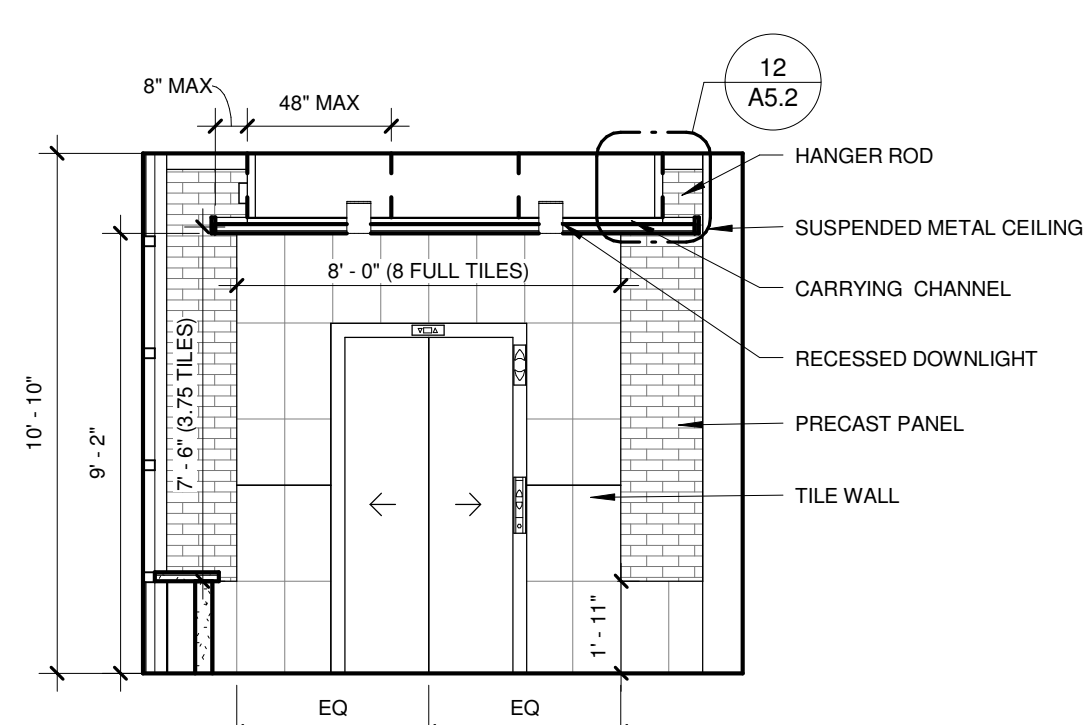 12
A5.2
8" MAX
48" MAX
HANGER ROD
SUSPENDED METAL CEILING
8' - 0" (8 FULL TILES)
CARRYING CHANNEL
RECESSED DOWNLIGHT
10' - 10"
9' - 2"
7' - 6" (3.75 TILES)
PRECAST PANEL
TILE WALL
1' - 11"
EQ
EQ